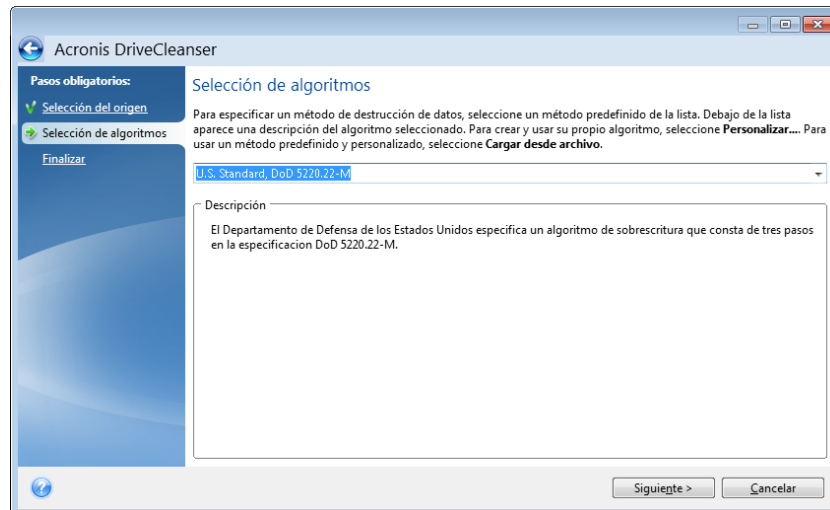 Acronis DriveCleanser
Pasos obligatorios:
Selección del origen
Selección de algoritmos
Finalizar
Selección de algoritmos
Para especificar un método de destrucción de datos, seleccione un método predefinido de la lista. Debajo de la lista
aparece una descripción del algoritmo seleccionado. Para crear y usar su propio algoritmo, seleccione Personalizar.... Para
usar un método predefinido y personalizado, seleccione Cargar desde archivo.
U.S. Standard, DoD 5220.22-M
Descripción
El Departamento de Defensa de los Estados Unidos especifica un algoritmo de sobrescritura que consta de tres pasos
en la especificacion DoD 5220.22-M.
Siguiente >
Cancelar